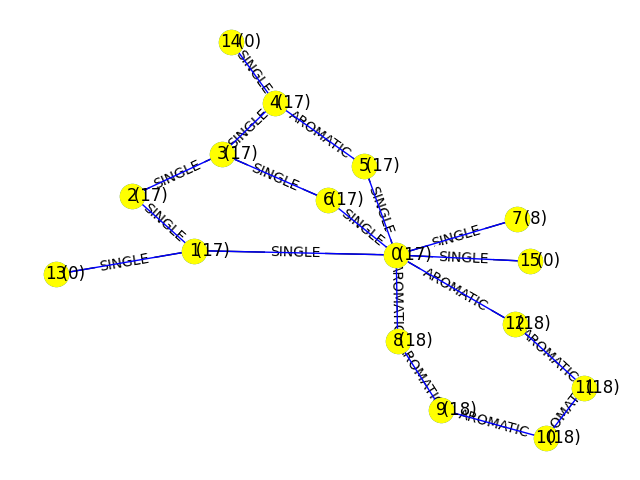 14(0)
SINGLE
4(17)
SINGLE
AROMATIC
3(17)
5(17)
SINGLE
SINGLE
SINGLE
2(17)
6(17)
SINGLE
SINGLE
7(8)
SINGLE
1(17)
SINGLE
0(17)
SINGLE
15(0)
13(0)
SINGLE
AROMATIC
AROMATIC
12(18)
8(18)
AROMATIC
AROMATIC
11(18)
AROMATIC
9(18)
AROMATIC
10(18)